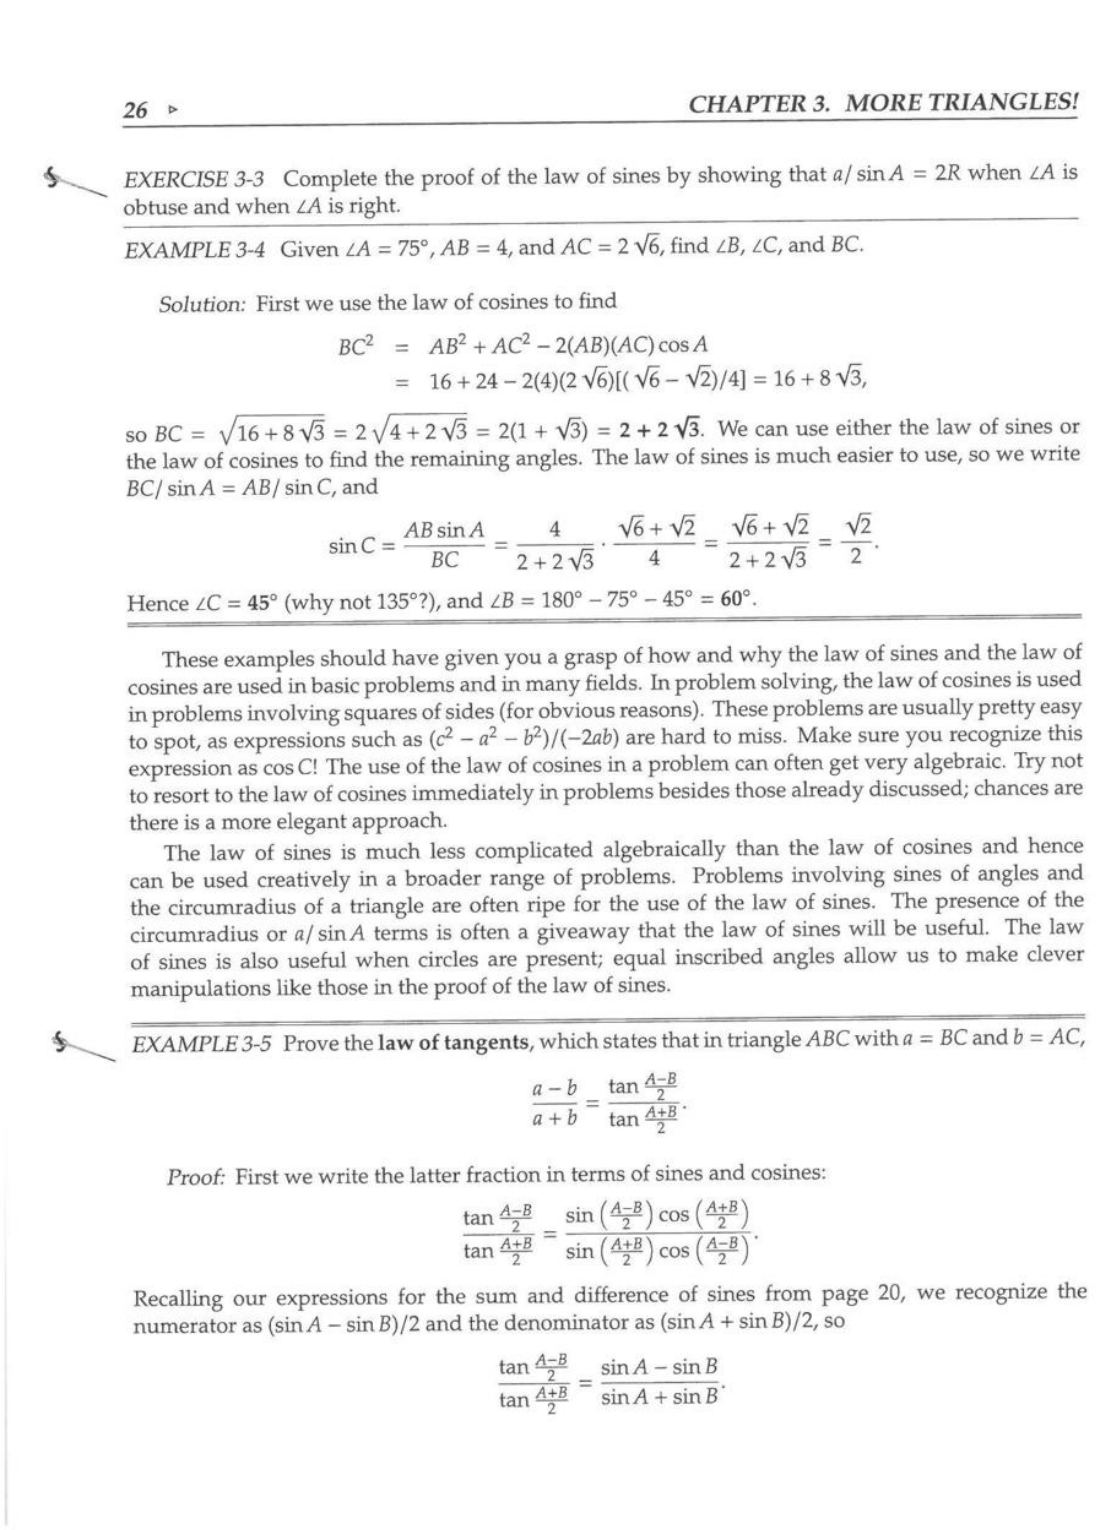 26 ▹ CHAPTER 3. MORE TRIANGLES!
EXERCISE 3-3 Complete the proof of the law of sines by showing that a/ sin A = 2R when ∠A is
obtuse and when ∠A is right.
EXAMPLE 3-4 Given ∠A = 75°, AB = 4, and AC = 2 √6, find ∠B, ∠C, and BC.
Solution: First we use the law of cosines to find
BC² = AB² + AC² − 2(AB)(AC) cos A
= 16 + 24 − 2(4)(2 √6)[( √6 − √2)/4] = 16 + 8 √3,
so BC = √(16 + 8 √3) = 2 √(4 + 2 √3) = 2(1 + √3) = 2 + 2 √3. We can use either the law of sines or
the law of cosines to find the remaining angles. The law of sines is much easier to use, so we write
BC/ sin A = AB/ sin C, and
sin C = (AB sin A)/BC = 4/(2 + 2 √3) · (√6 + √2)/4 = (√6 + √2)/(2 + 2 √3) = √2/2.
Hence ∠C = 45° (why not 135°?), and ∠B = 180° − 75° − 45° = 60°.
These examples should have given you a grasp of how and why the law of sines and the law of
cosines are used in basic problems and in many fields. In problem solving, the law of cosines is used
in problems involving squares of sides (for obvious reasons). These problems are usually pretty easy
to spot, as expressions such as (c² − a² − b²)/(−2ab) are hard to miss. Make sure you recognize this
expression as cos C! The use of the law of cosines in a problem can often get very algebraic. Try not
to resort to the law of cosines immediately in problems besides those already discussed; chances are
there is a more elegant approach.
The law of sines is much less complicated algebraically than the law of cosines and hence
can be used creatively in a broader range of problems. Problems involving sines of angles and
the circumradius of a triangle are often ripe for the use of the law of sines. The presence of the
circumradius or a/ sin A terms is often a giveaway that the law of sines will be useful. The law
of sines is also useful when circles are present; equal inscribed angles allow us to make clever
manipulations like those in the proof of the law of sines.
EXAMPLE 3-5 Prove the law of tangents, which states that in triangle ABC with a = BC and b = AC,
(a − b)/(a + b) = (tan (A−B)/2)/(tan (A+B)/2).
Proof: First we write the latter fraction in terms of sines and cosines:
(tan (A−B)/2)/(tan (A+B)/2) = (sin ((A−B)/2) cos ((A+B)/2))/(sin ((A+B)/2) cos ((A−B)/2)).
Recalling our expressions for the sum and difference of sines from page 20, we recognize the
numerator as (sin A − sin B)/2 and the denominator as (sin A + sin B)/2, so
(tan (A−B)/2)/(tan (A+B)/2) = (sin A − sin B)/(sin A + sin B).